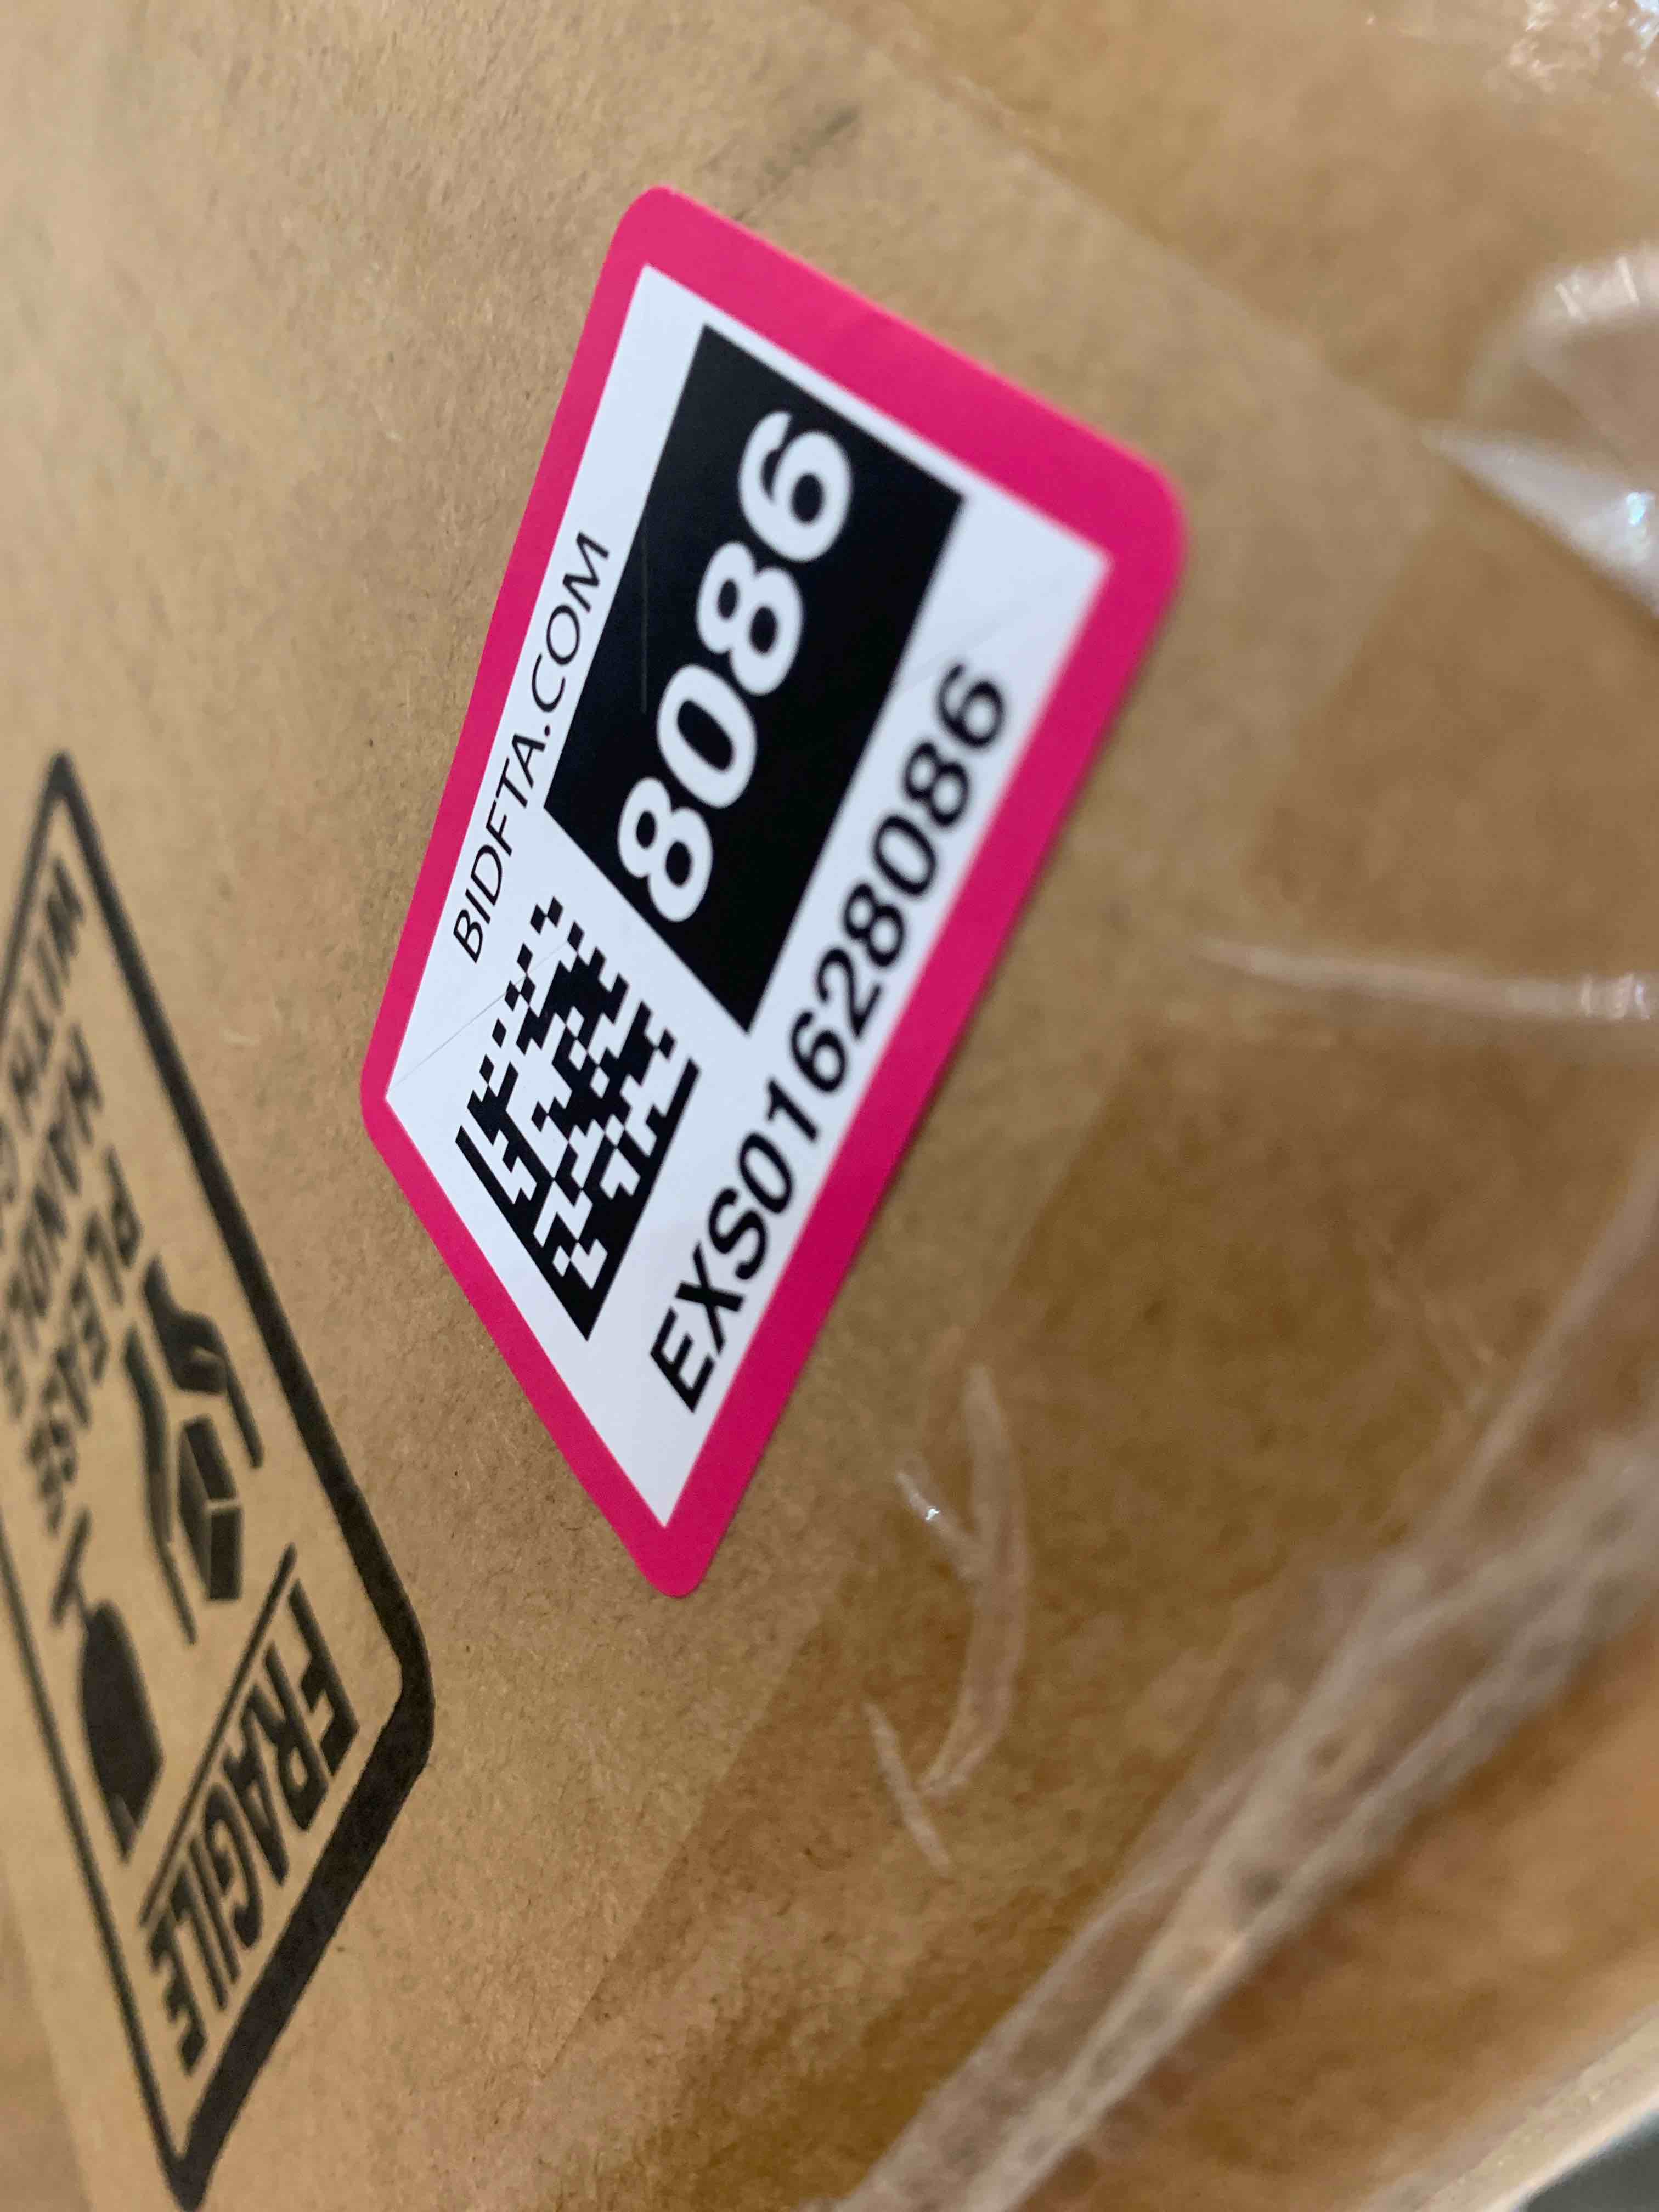 BIDFTA.COM
8086
EXS01628086
FRAGILE
PLEASE
HANDLE
WITH